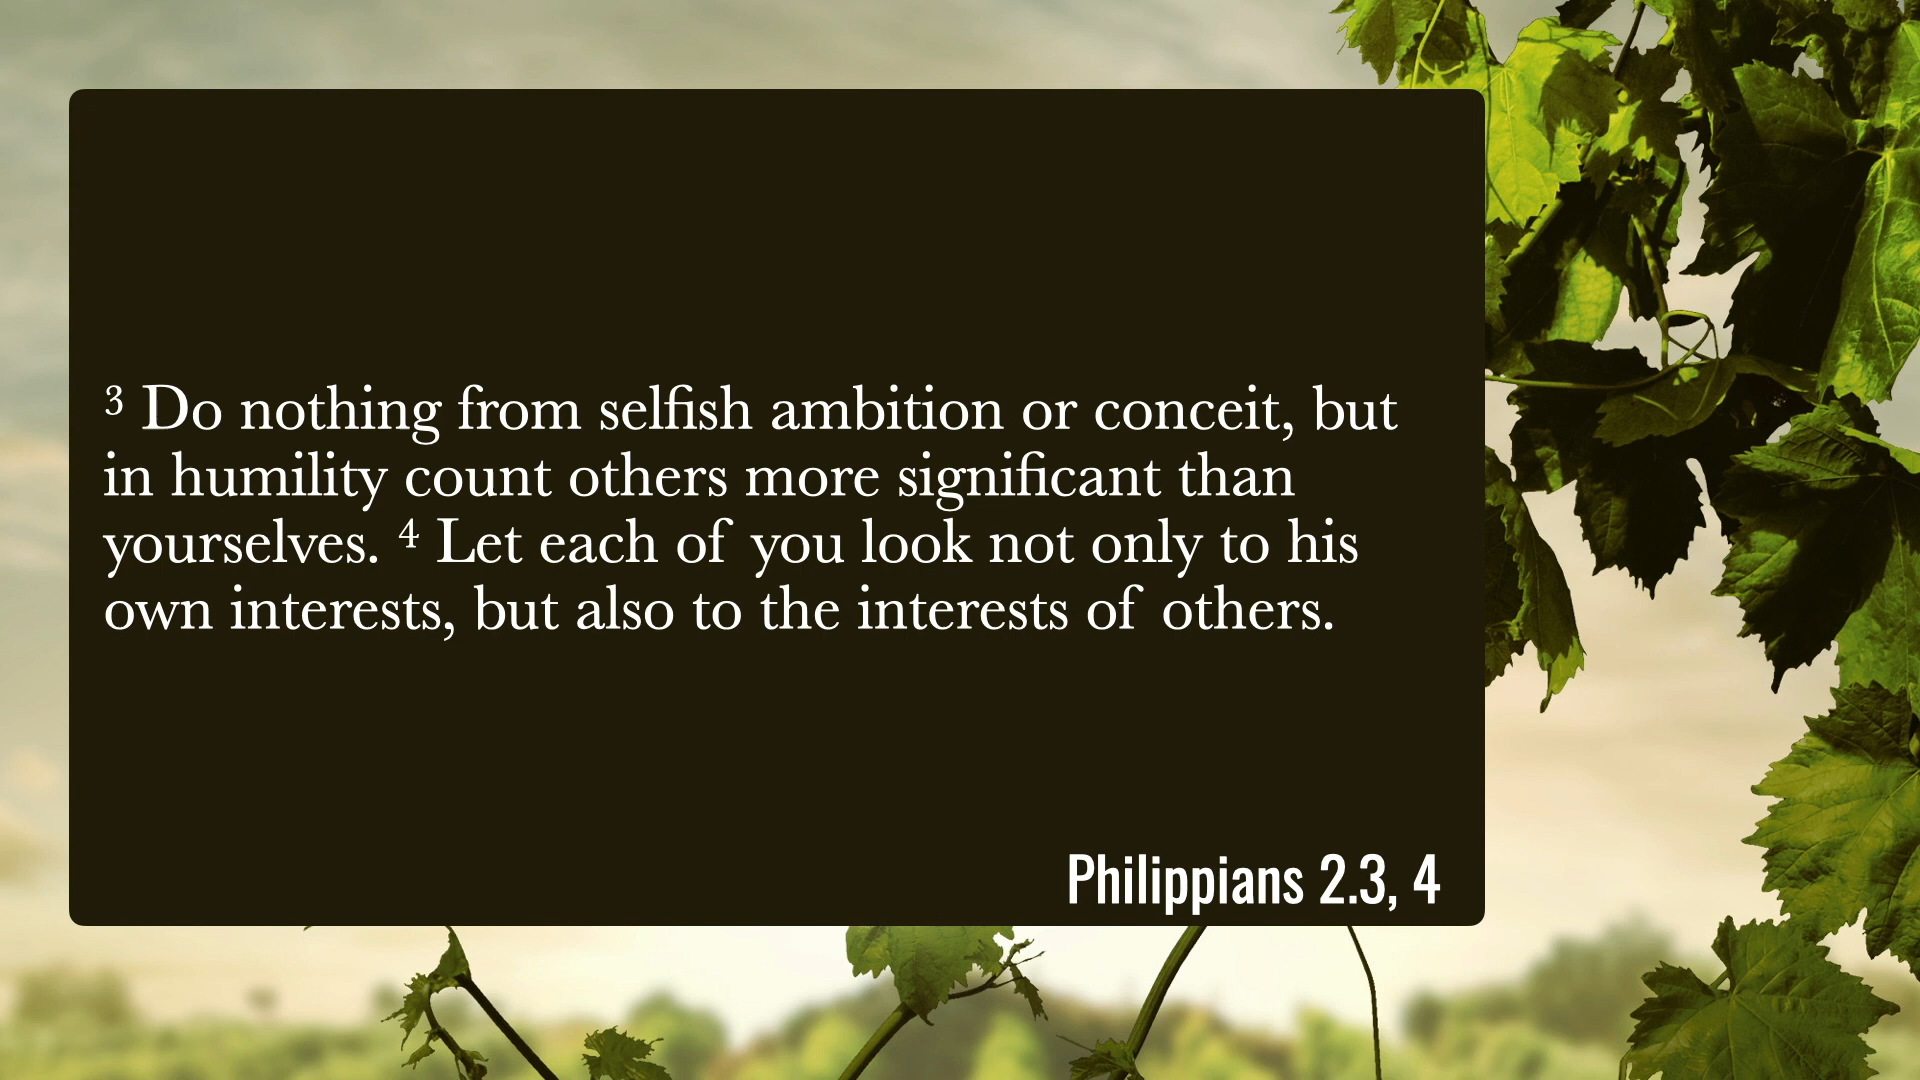 ³ Do nothing from selfish ambition or conceit, but
in humility count others more significant than
yourselves. ⁴ Let each of you look not only to his
own interests, but also to the interests of others.
Philippians 2.3, 4